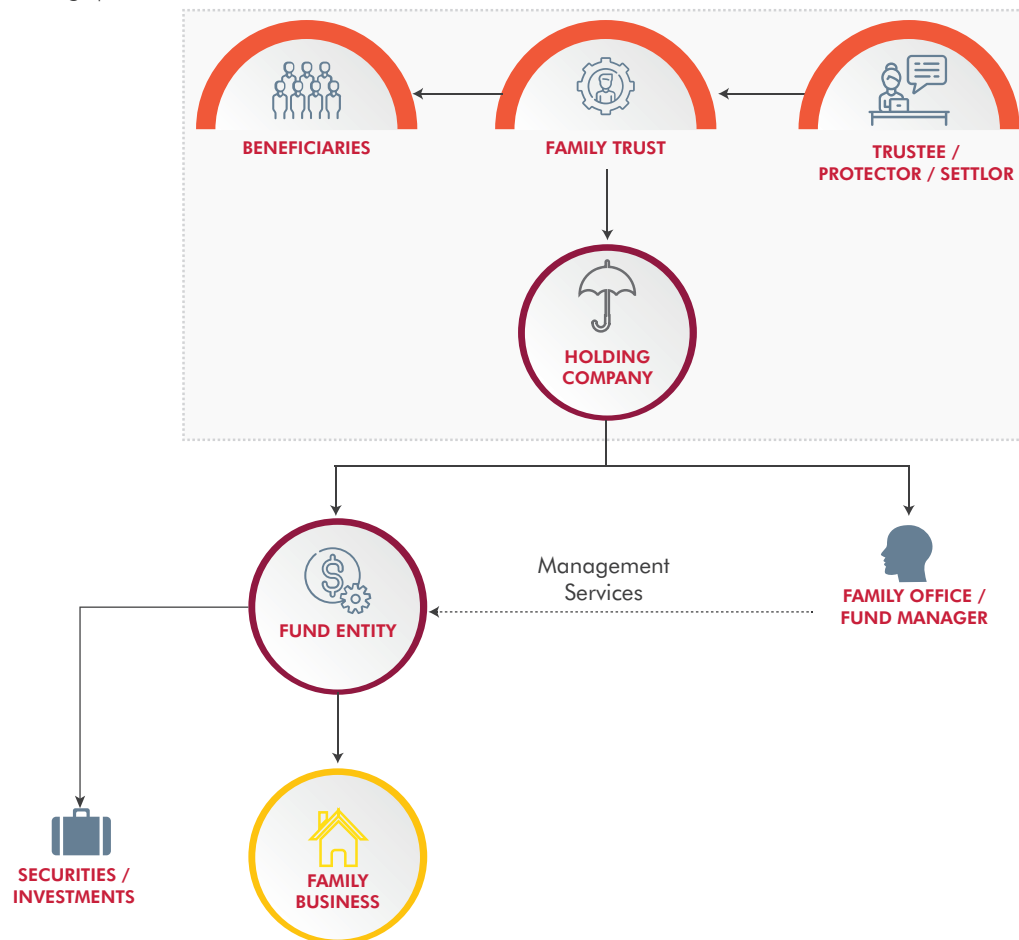 BENEFICIARIES
FAMILY TRUST
TRUSTEE /
PROTECTOR / SETTLOR
HOLDING
COMPANY
Management
Services
FAMILY OFFICE /
FUND MANAGER
FUND ENTITY
SECURITIES /
INVESTMENTS
FAMILY
BUSINESS